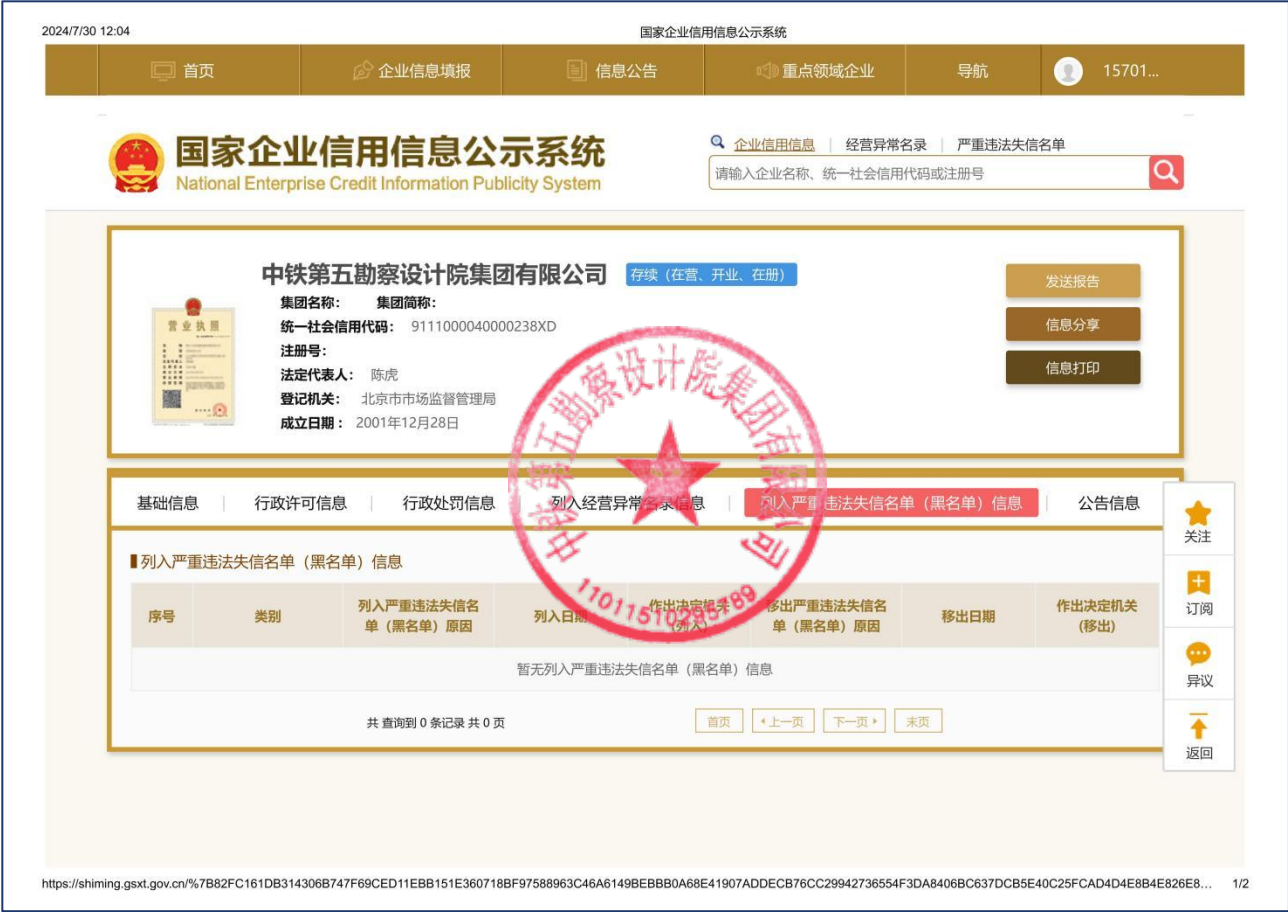 2024/7/30 12:04
国家企业信用信息公示系统
首页 企业信息填报 信息公告 重点领域企业 导航 15701...
国家企业信用信息公示系统
National Enterprise Credit Information Publicity System
企业信用信息 经营异常名录 严重违法失信名单
请输入企业名称、统一社会信用代码或注册号
中铁第五勘察设计院集团有限公司 存续（在营、开业、在册）
集团名称： 集团简称：
统一社会信用代码： 9111000040000238XD
注册号：
法定代表人： 陈虎
登记机关： 北京市市场监督管理局
成立日期： 2001年12月28日
营业执照
发送报告
信息分享
信息打印
中铁第五勘察设计院集团有限公司
基础信息 行政许可信息 行政处罚信息 列入经营异常名录信息 列入严重违法失信名单（黑名单）信息 公告信息
列入严重违法失信名单（黑名单）信息
序号 类别 列入严重违法失信名单（黑名单）原因 列入日期 作出决定机关(列入) 移出严重违法失信名单（黑名单）原因 移出日期 作出决定机关(移出)
暂无列入严重违法失信名单（黑名单）信息
共 查询到 0 条记录 共 0 页
首页 上一页 下一页 末页
关注
订阅
异议
返回
https://shiming.gsxt.gov.cn/%7B82FC161DB314306B747F69CED11EBB151E360718BF97588963C46A6149BEBBB0A68E41907ADDECB76CC29942736554F3DA8406BC637DCB5E40C25FCAD4D4E8B4E826E8... 1/2